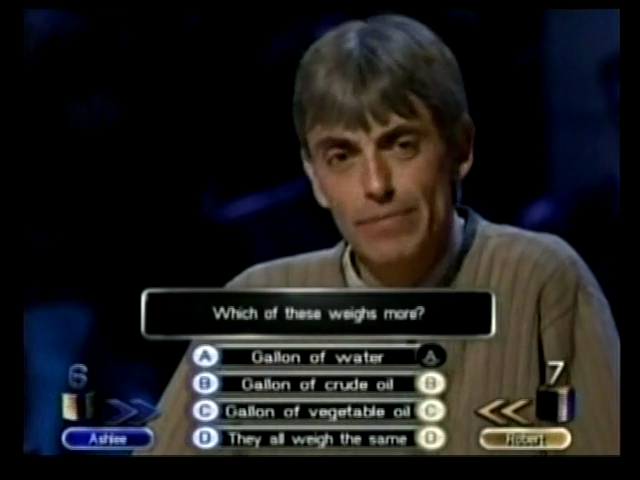 Which of these weighs more?
A Gallon of water A
B Gallon of crude oil B
C Gallon of vegetable oil C
D They all weigh the same D
6
7
Ashlee
Robert